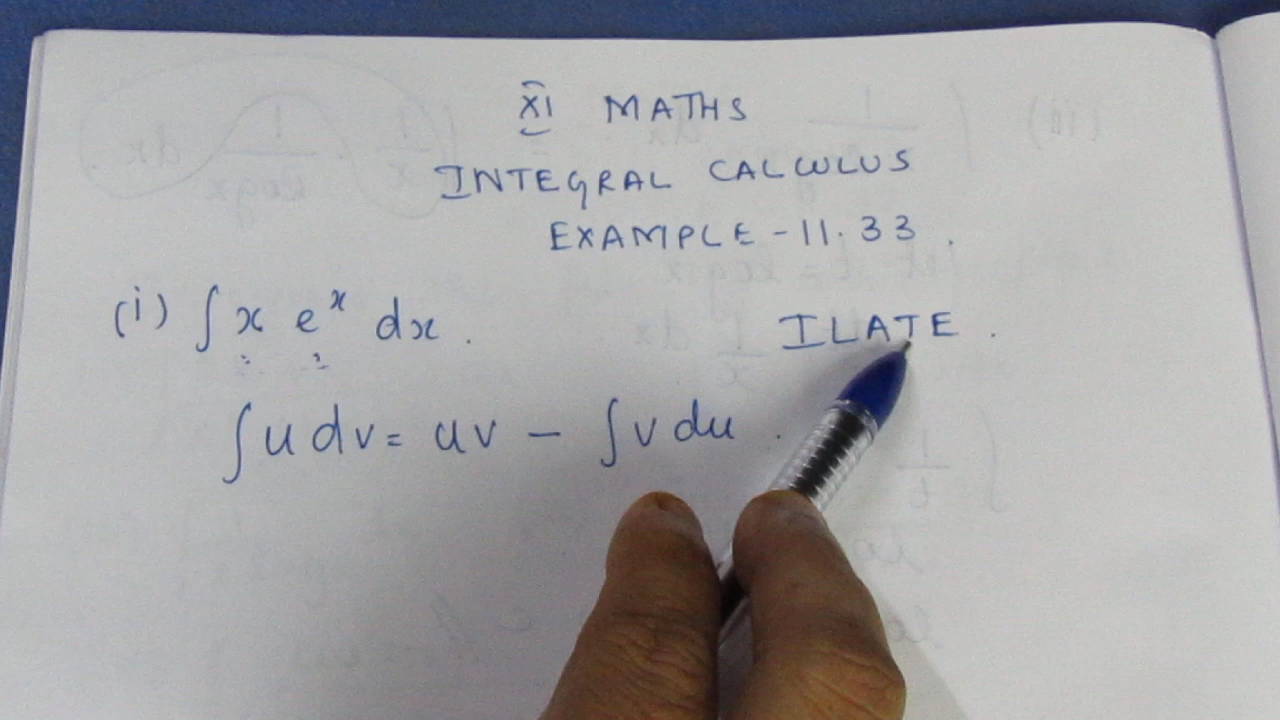 XI MATHS
INTEGRAL CALCULUS
EXAMPLE - 11.33.
(i) ∫ x e^x dx.
ILATE.
∫ u dv = uv - ∫ v du.